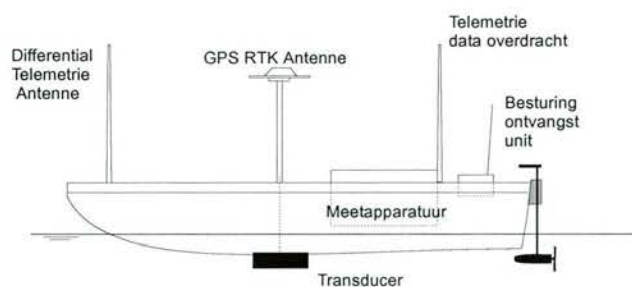 Differential
Telemetrie
Antenne
GPS RTK Antenne
Telemetrie
data overdracht
Besturing
ontvangst
unit
Meetapparatuur
Transducer